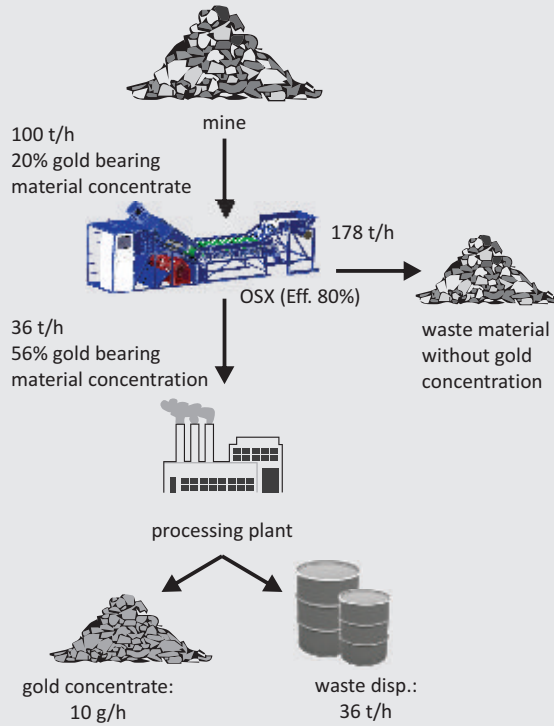 mine
100 t/h
20% gold bearing
material concentrate
178 t/h
OSX (Eff. 80%)
waste material
without gold
concentration
36 t/h
56% gold bearing
material concentration
processing plant
gold concentrate:
10 g/h
waste disp.:
36 t/h